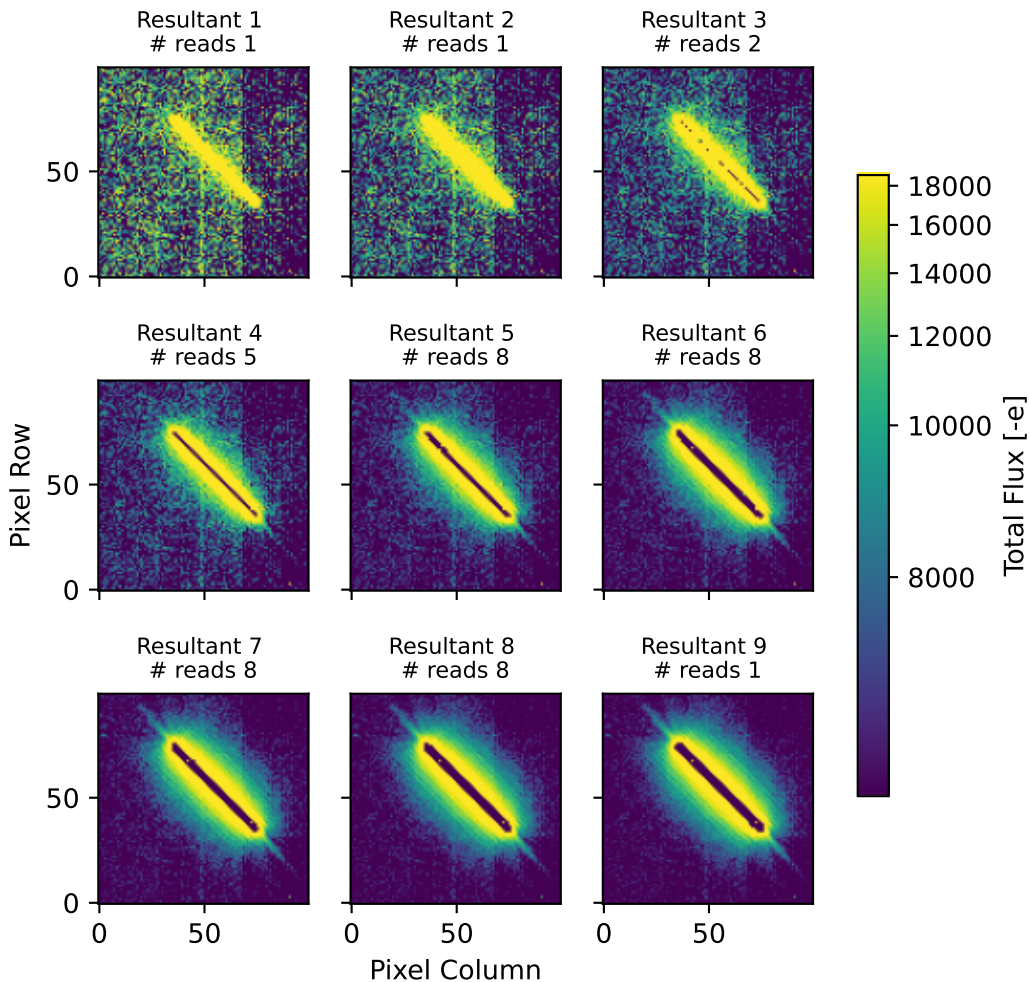 Resultant 1
# reads 1
Resultant 2
# reads 1
Resultant 3
# reads 2
50
0
Resultant 4
# reads 5
Resultant 5
# reads 8
Resultant 6
# reads 8
50
0
Pixel Row
Resultant 7
# reads 8
Resultant 8
# reads 8
Resultant 9
# reads 1
50
0
0 50
0 50
0 50
Pixel Column
18000
16000
14000
12000
10000
8000
Total Flux [-e]